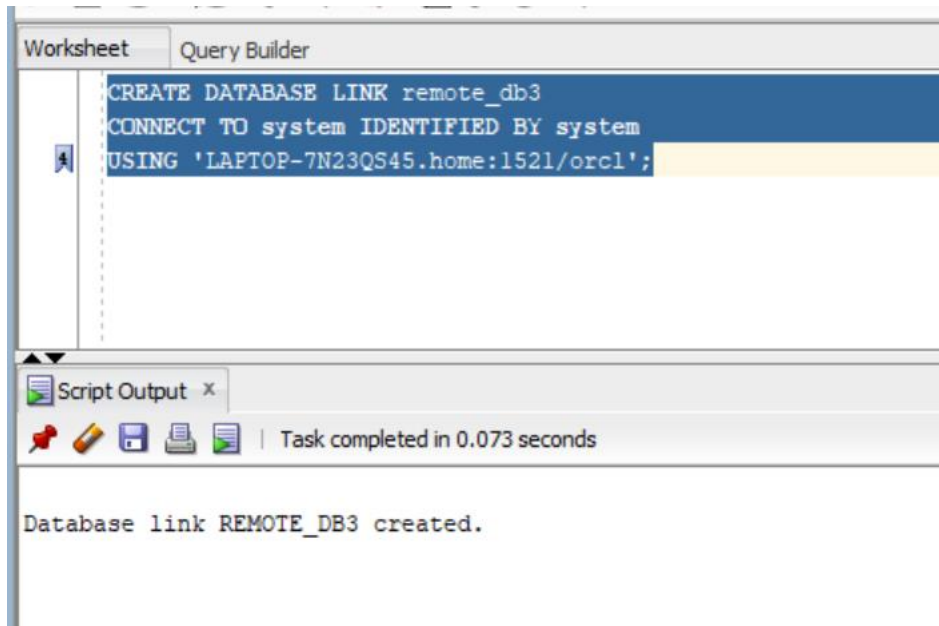 Worksheet
Query Builder
CREATE DATABASE LINK remote_db3
CONNECT TO system IDENTIFIED BY system
4
USING 'LAPTOP-7N23QS45.home:1521/orcl';
Script Output x
| Task completed in 0.073 seconds
Database link REMOTE_DB3 created.